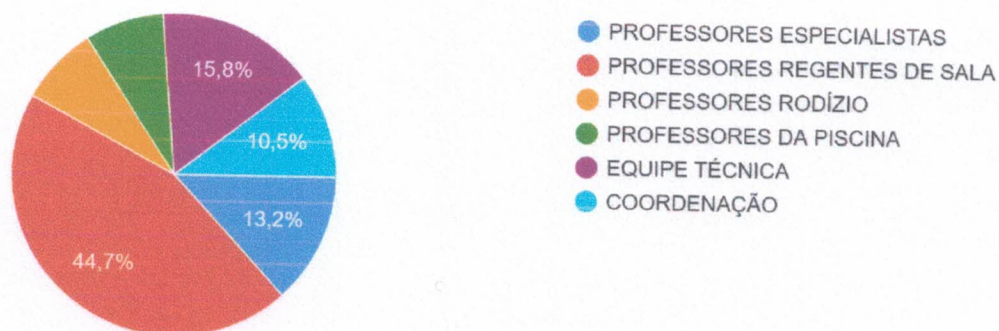 15,8%
10,5%
13,2%
44,7%
PROFESSORES ESPECIALISTAS
PROFESSORES REGENTES DE SALA
PROFESSORES RODÍZIO
PROFESSORES DA PISCINA
EQUIPE TÉCNICA
COORDENAÇÃO